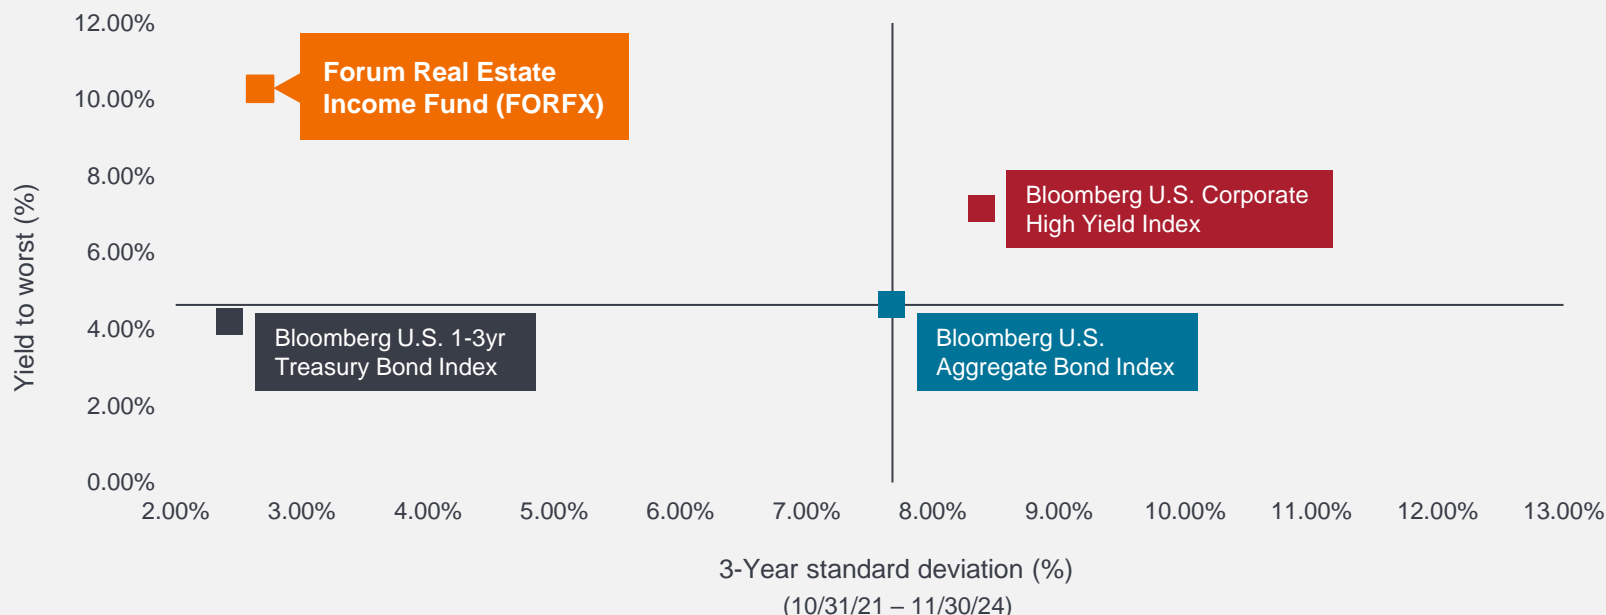 12.00%
10.00%
8.00%
6.00%
4.00%
2.00%
0.00%
Yield to worst (%)
Forum Real Estate
Income Fund (FORFX)
Bloomberg U.S. Corporate
High Yield Index
Bloomberg U.S. 1-3yr
Treasury Bond Index
Bloomberg U.S.
Aggregate Bond Index
2.00% 3.00% 4.00% 5.00% 6.00% 7.00% 8.00% 9.00% 10.00% 11.00% 12.00% 13.00%
3-Year standard deviation (%)
(10/31/21 – 11/30/24)